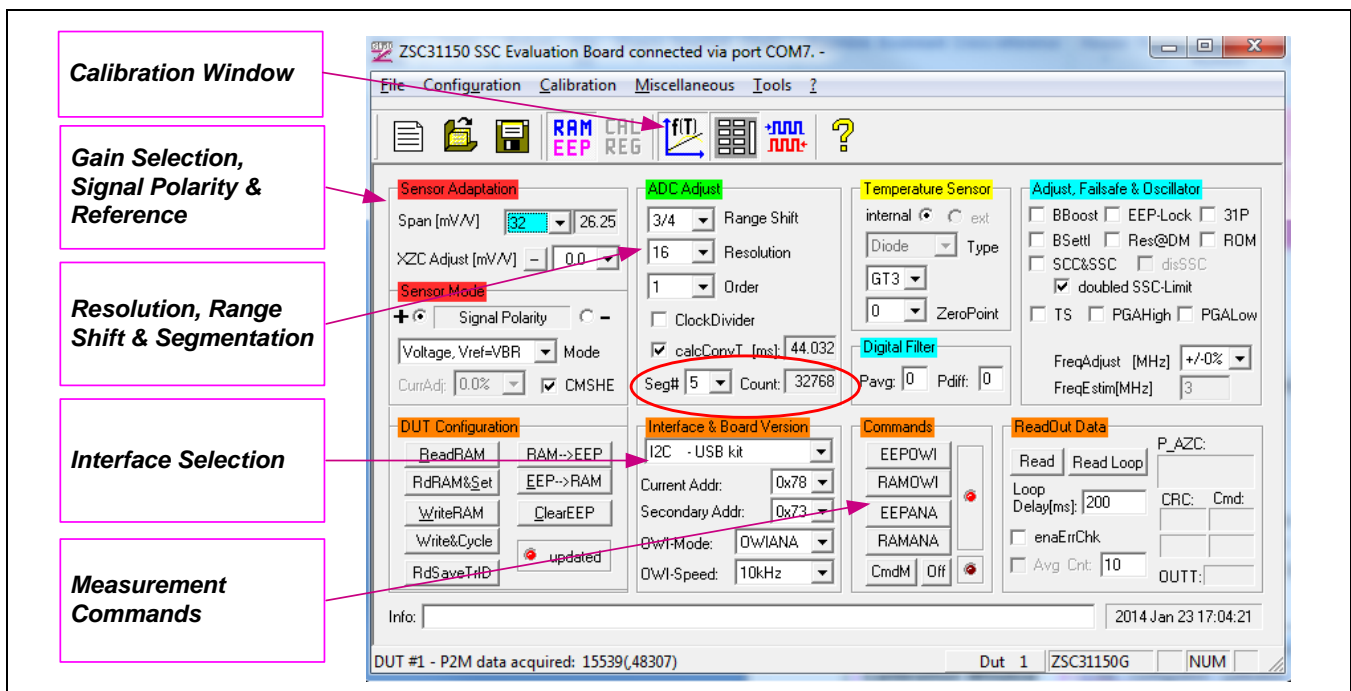 Calibration Window
Gain Selection,
Signal Polarity &
Reference
Resolution, Range
Shift & Segmentation
Interface Selection
Measurement
Commands
ZSC31150 SSC Evaluation Board connected via port COM7. -
File Configuration Calibration Miscellaneous Tools ?
RAM EEP CAL REG f(T) ?
Sensor Adaptation
Span [mV/V] 32 26.25
XZC Adjust [mV/V] - 0.0
Sensor Mode
+ Signal Polarity -
Voltage, Vref=VBR Mode
CurrAdj: 0.0% CMSHE
ADC Adjust
3/4 Range Shift
16 Resolution
1 Order
ClockDivider
calcConvT [ms]: 44.032
Seg# 5 Count: 32768
Temperature Sensor
internal ext
Diode Type
GT3
0 ZeroPoint
Digital Filter
Pavg: 0 Pdiff: 0
Adjust, Failsafe & Oscillator
BBoost EEP-Lock 31P
BSettl Res@DM ROM
SCC&SSC disSSC
doubled SSC-Limit
TS PGAHigh PGALow
FreqAdjust [MHz] +/-0%
FreqEstim[MHz] 3
DUT Configuration
ReadRAM RAM-->EEP
RdRAM&Set EEP-->RAM
WriteRAM ClearEEP
Write&Cycle updated
RdSaveTrID
Interface & Board Version
I2C - USB kit
Current Addr: 0x78
Secondary Addr: 0x73
OWI-Mode: OWIANA
OWI-Speed: 10kHz
Commands
EEPOWI
RAMOWI
EEPANA
RAMANA
CmdM Off
ReadOut Data
Read Read Loop P_AZC:
Loop
Delay[ms]: 200 CRC: Cmd:
enaErrChk
Avg Cnt: 10 OUTT:
Info: 2014 Jan 23 17:04:21
DUT #1 - P2M data acquired: 15539(,48307) Dut 1 ZSC31150G NUM